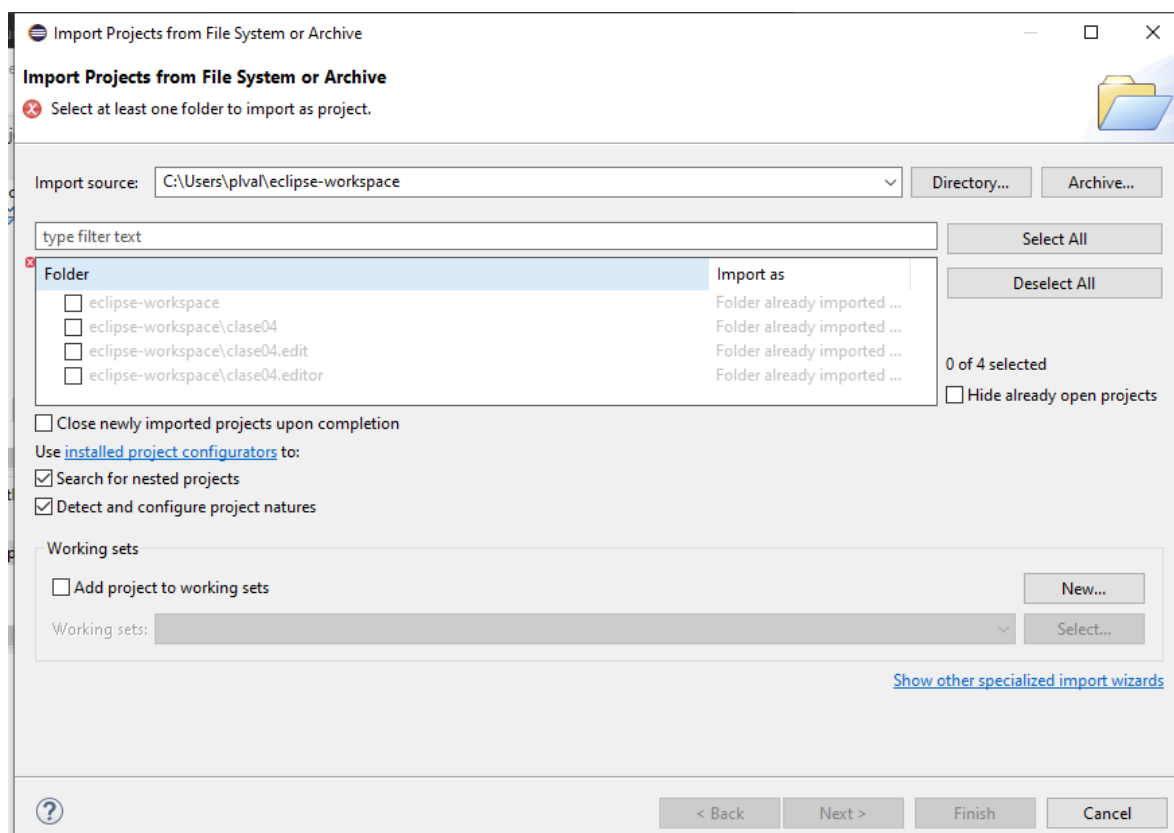 Import Projects from File System or Archive
Import Projects from File System or Archive
Select at least one folder to import as project.
Import source: C:\Users\plval\eclipse-workspace Directory... Archive...
type filter text Select All
Folder Import as Deselect All
eclipse-workspace Folder already imported ...
eclipse-workspace\clase04 Folder already imported ...
eclipse-workspace\clase04.edit Folder already imported ...
eclipse-workspace\clase04.editor Folder already imported ...
0 of 4 selected
Hide already open projects
Close newly imported projects upon completion
Use installed project configurators to:
Search for nested projects
Detect and configure project natures
Working sets
Add project to working sets New...
Working sets: Select...
Show other specialized import wizards
? < Back Next > Finish Cancel